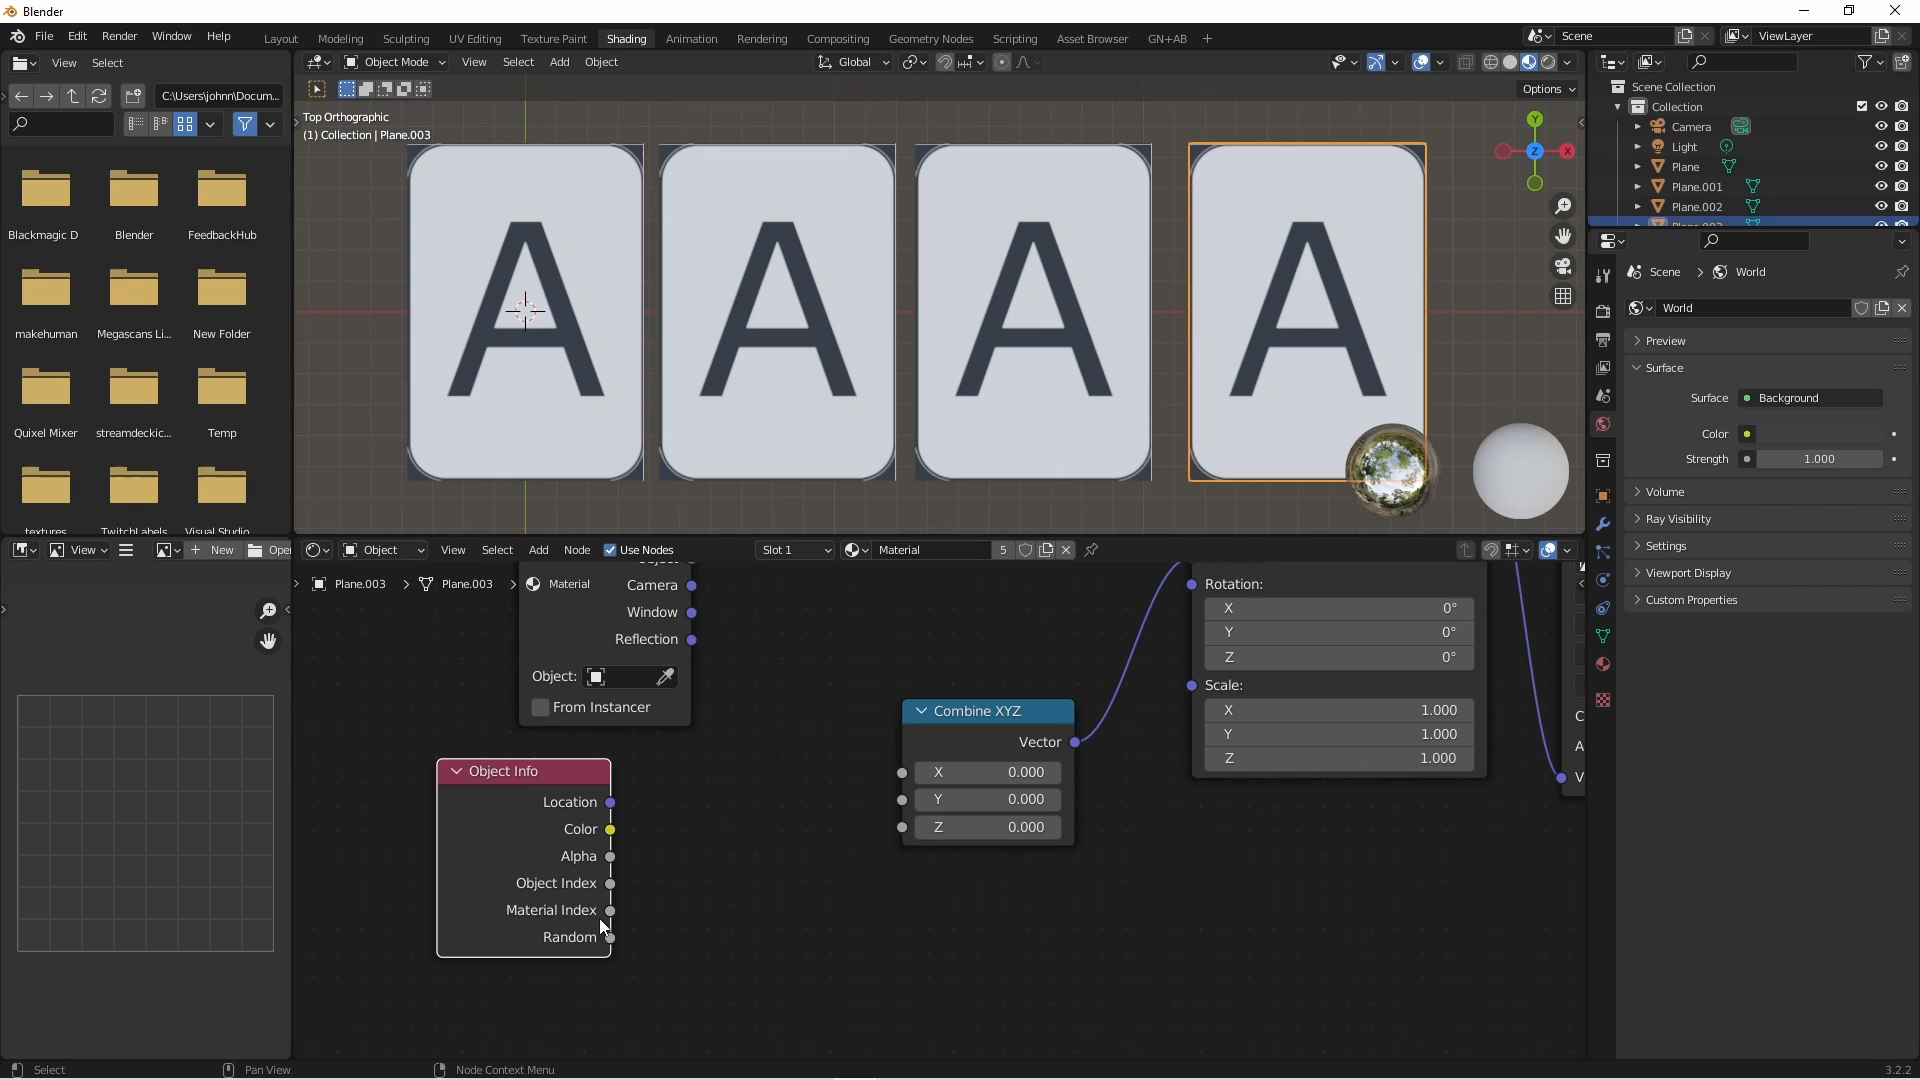 Blender
File Edit Render Window Help
Layout Modeling Sculpting UV Editing Texture Paint Shading Animation Rendering Compositing Geometry Nodes Scripting Asset Browser GN+AB
Scene
ViewLayer
View Select
Object Mode View Select Add Object
Global
C:\Users\johnn\Docum...
Options
Top Orthographic
(1) Collection | Plane.003
A A A A
Y
Z
X
Scene Collection
Collection
Camera
Light
Plane
Plane.001
Plane.002
Blackmagic D Blender FeedbackHub
makehuman Megascans Li... New Folder
Quixel Mixer streamdeckic... Temp
textures TwitchLabels Visual Studio
Scene > World
World
Preview
Surface
Surface Background
Color
Strength 1.000
Volume
Ray Visibility
Settings
Viewport Display
Custom Properties
View
New Open
Object View Select Add Node Use Nodes
Slot 1
Material 5
Plane.003 > Plane.003 > Material
Camera
Window
Reflection
Object:
From Instancer
Object Info
Location
Color
Alpha
Object Index
Material Index
Random
Combine XYZ
Vector
X 0.000
Y 0.000
Z 0.000
Rotation:
X 0°
Y 0°
Z 0°
Scale:
X 1.000
Y 1.000
Z 1.000
C
A
V
Select
Pan View
Node Context Menu
3.2.2